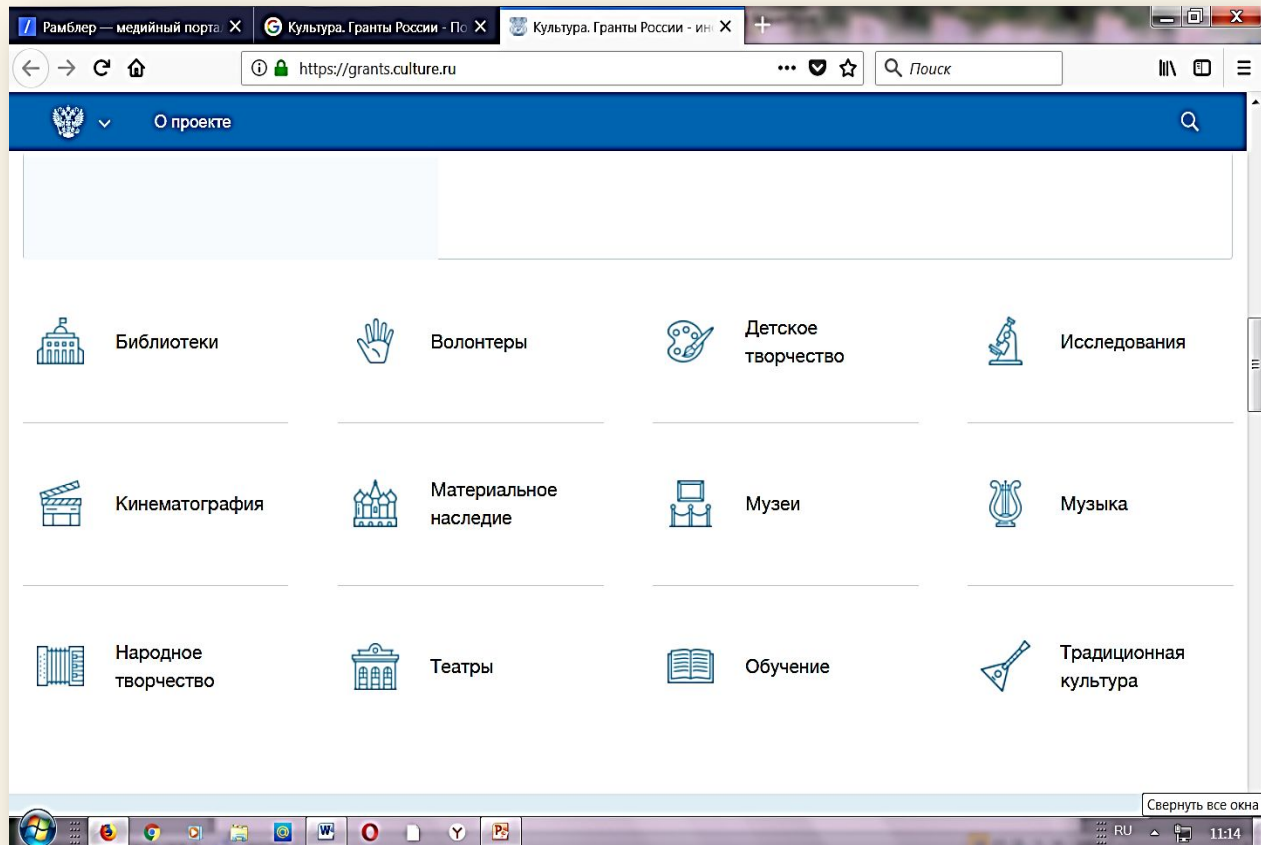 Рамблер — медийный порта
Культура. Гранты России - По
Культура. Гранты России - ин
https://grants.culture.ru
Поиск
О проекте
Библиотеки
Волонтеры
Детское
творчество
Исследования
Кинематография
Материальное
наследие
Музеи
Музыка
Народное
творчество
Театры
Обучение
Традиционная
культура
Свернуть все окна
RU
11:14